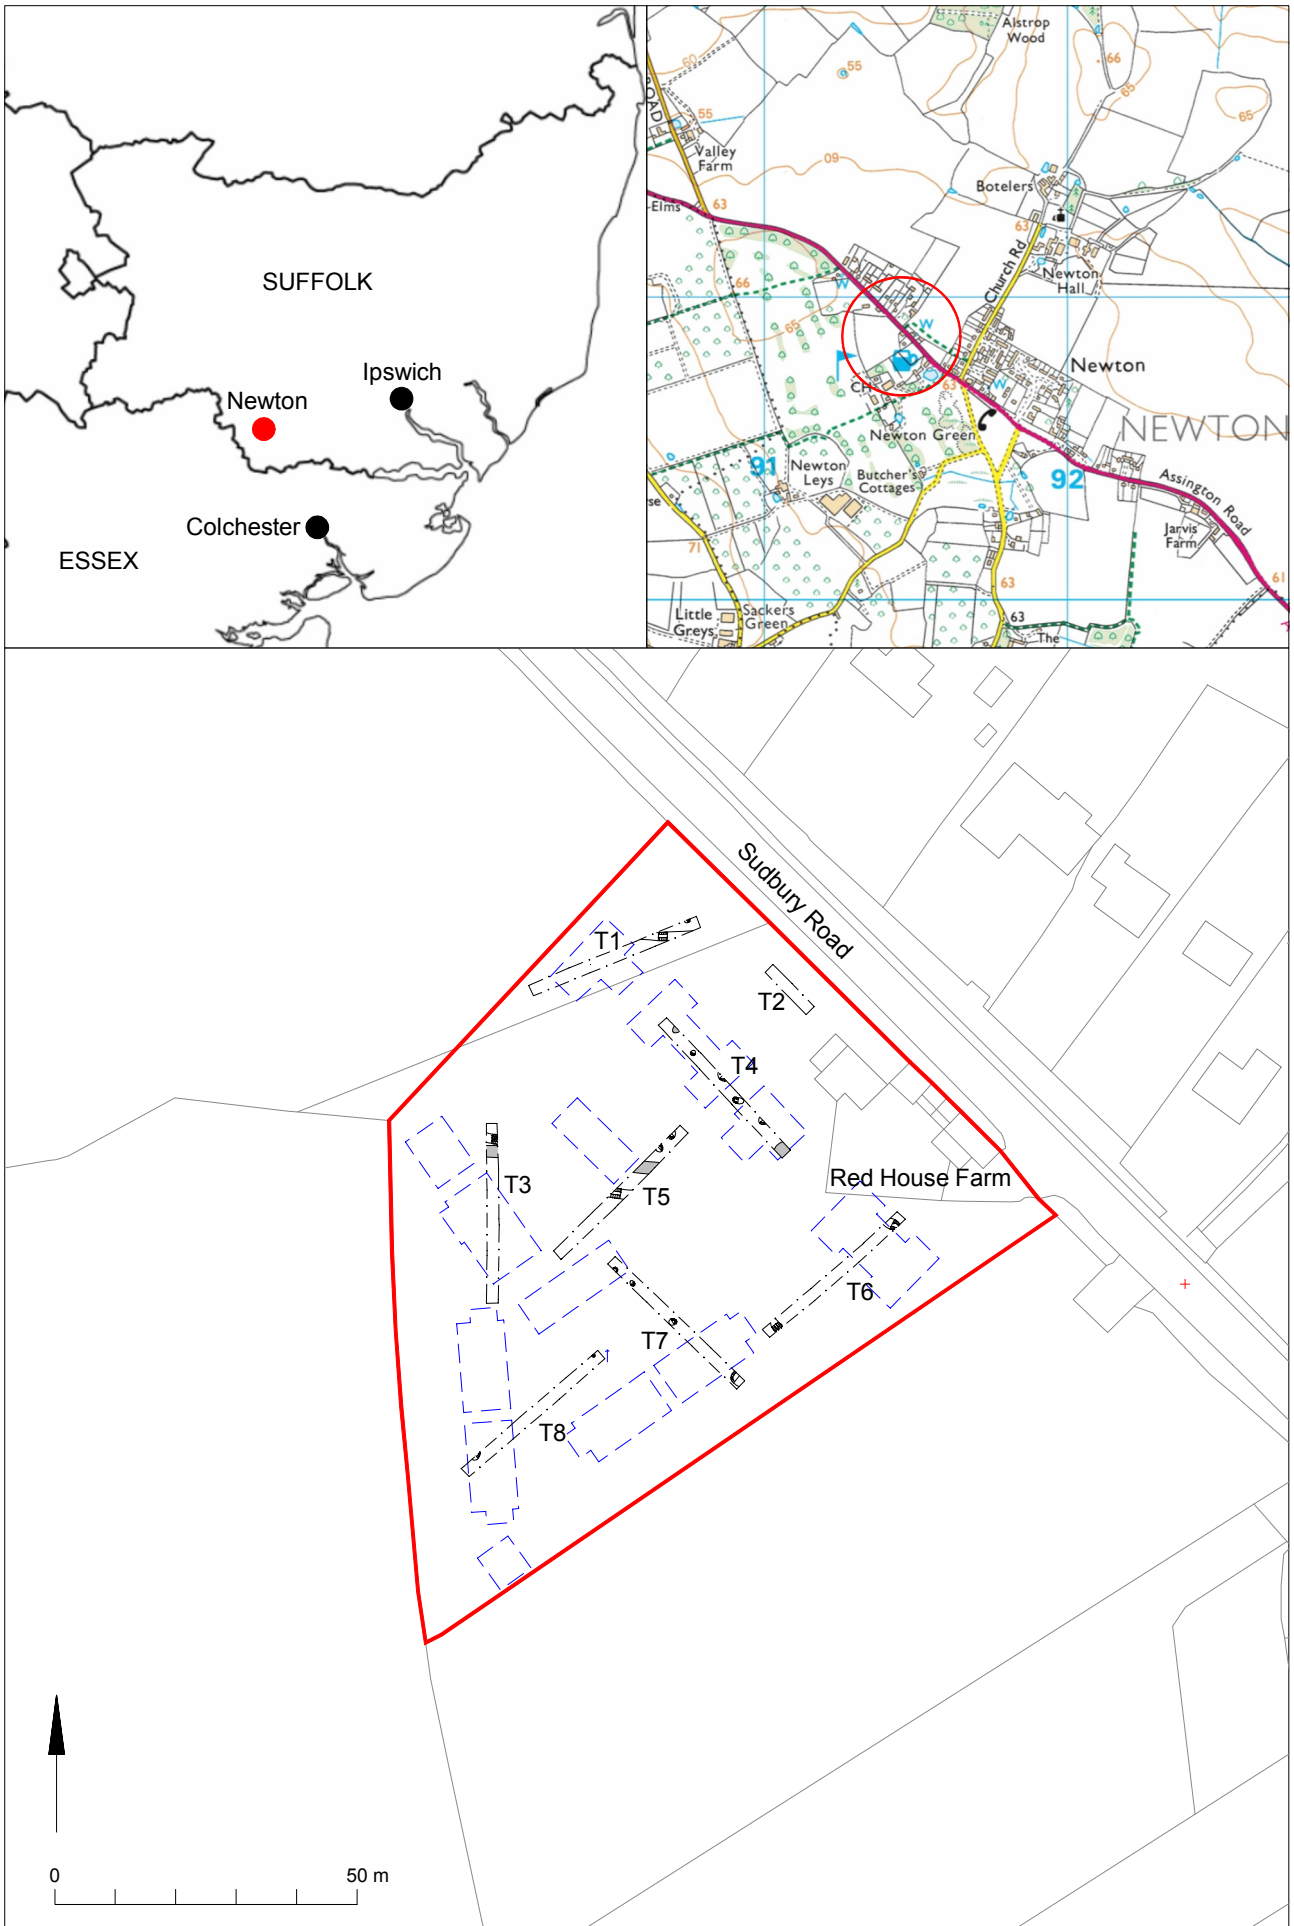 SUFFOLK
Ipswich
Newton
Colchester
ESSEX
Alstrop
Wood
66
65
65
60
55
55
ROAD
Valley
Farm
60
Botelers
Elms
63
63
Church Rd
Newton
Hall
66
65
W
W
CH
63
W
Newton
NEWTON
Newton Green
91
Newton
Leys
Butcher's
Cottages
92
Assington Road
Jarvis
Farm
71
63
61
Little
Greys
Sackers
Green
63
The
Sudbury Road
T1
T2
T4
T3
T5
Red House Farm
T6
T7
T8
0
50 m